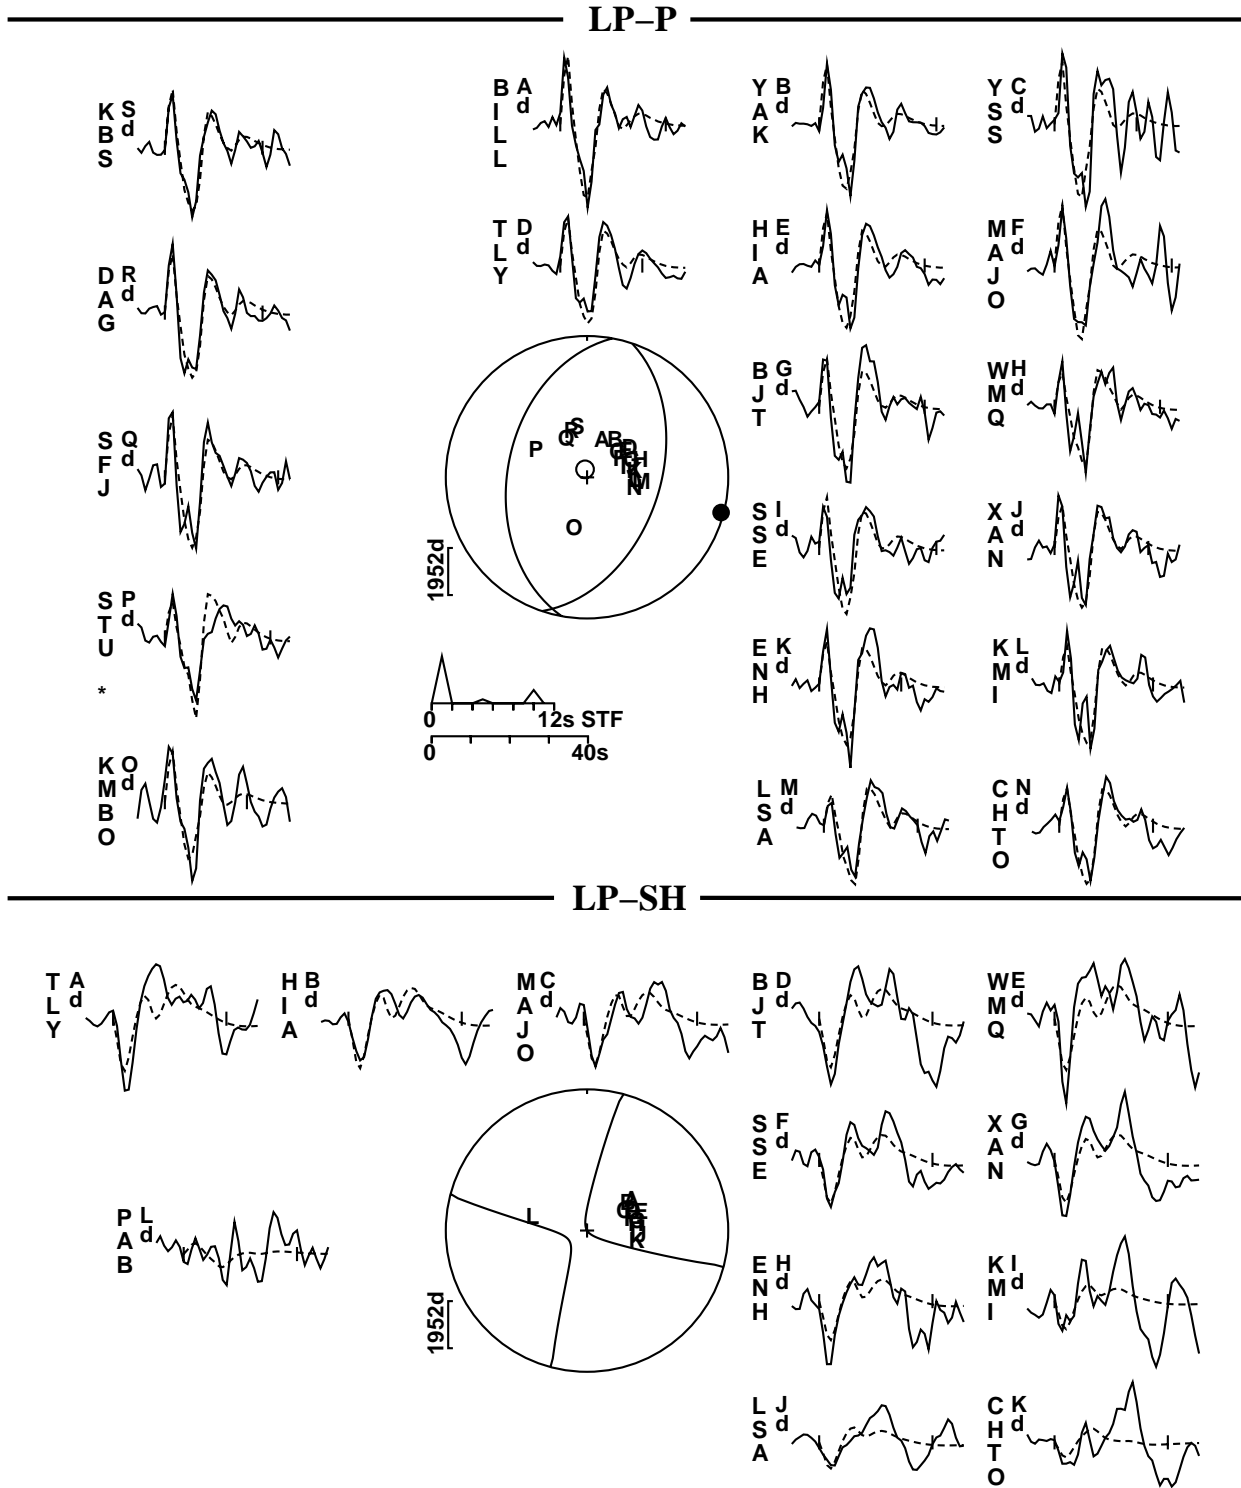 LP–P
KBS S d
BILL A d
YAK B d
YSS C d
TLY D d
HIA E d
MAJO F d
DAG R d
BJT G d
WMQ H d
SFJ Q d
SSE I d
XAN J d
STU * P d
ENH K d
KMI L d
KMBO O d
LSA M d
CHTO N d
S
Q
A
B
P
M
N
O
1952d
0 12s STF
0 40s
LP–SH
TLY A d
HIA B d
MAJO C d
BJT D d
WMQ E d
SSE F d
XAN G d
PAB L d
ENH H d
KMI I d
LSA J d
CHTO K d
L
A
E
J
K
1952d